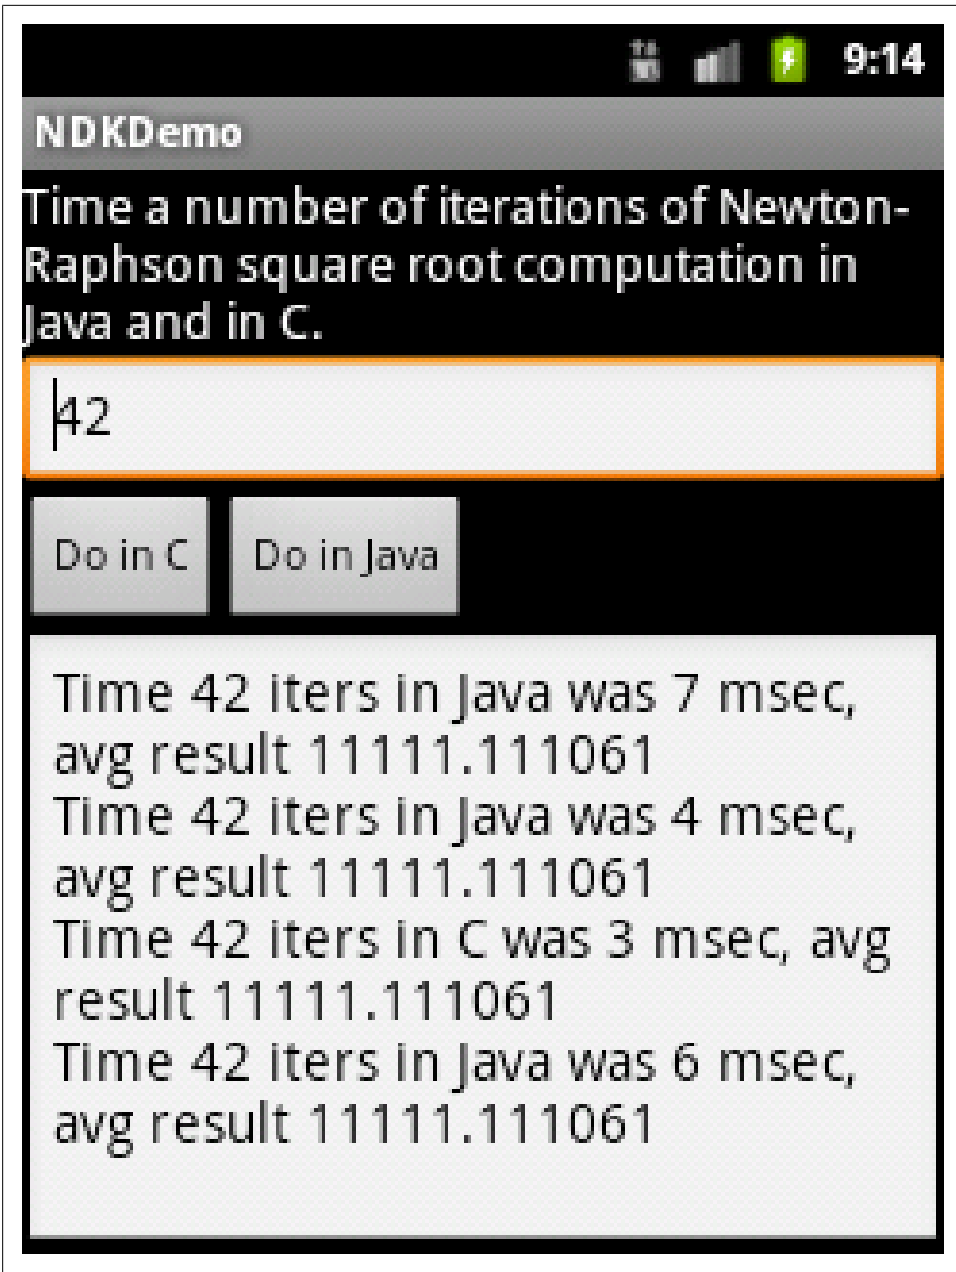 9:14
NDKDemo
Time a number of iterations of Newton-
Raphson square root computation in
Java and in C.
42
Do in C
Do in Java
Time 42 iters in Java was 7 msec,
avg result 11111.111061
Time 42 iters in Java was 4 msec,
avg result 11111.111061
Time 42 iters in C was 3 msec, avg
result 11111.111061
Time 42 iters in Java was 6 msec,
avg result 11111.111061